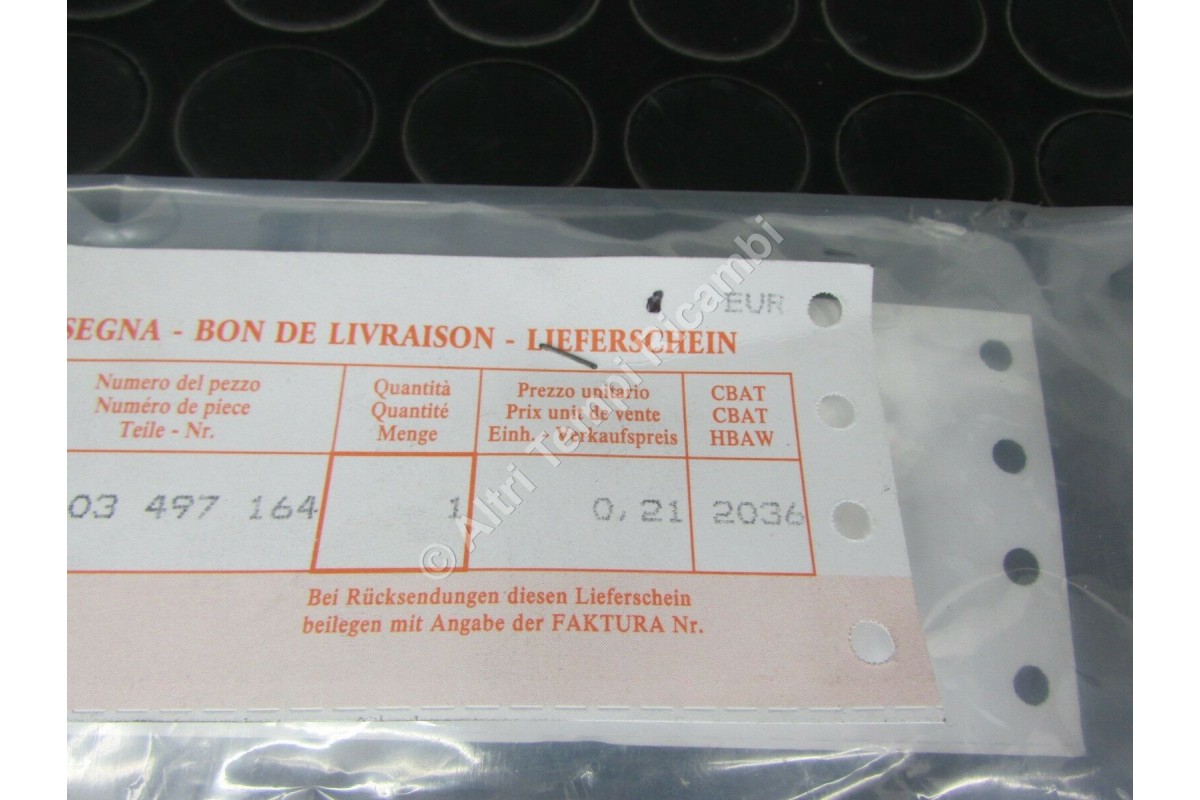 EUR
SEGNA - BON DE LIVRAISON - LIEFERSCHEIN
Numero del pezzo
Numéro de piece
Teile - Nr.
Quantità
Quantité
Menge
Prezzo unitario
Prix unit de vente
Einh. - Verkaufspreis
CBAT
CBAT
HBAW
03 497 164 1 0,21 2036
Bei Rücksendungen diesen Lieferschein
beilegen mit Angabe der FAKTURA Nr.
© Altri Tempi Ricambi